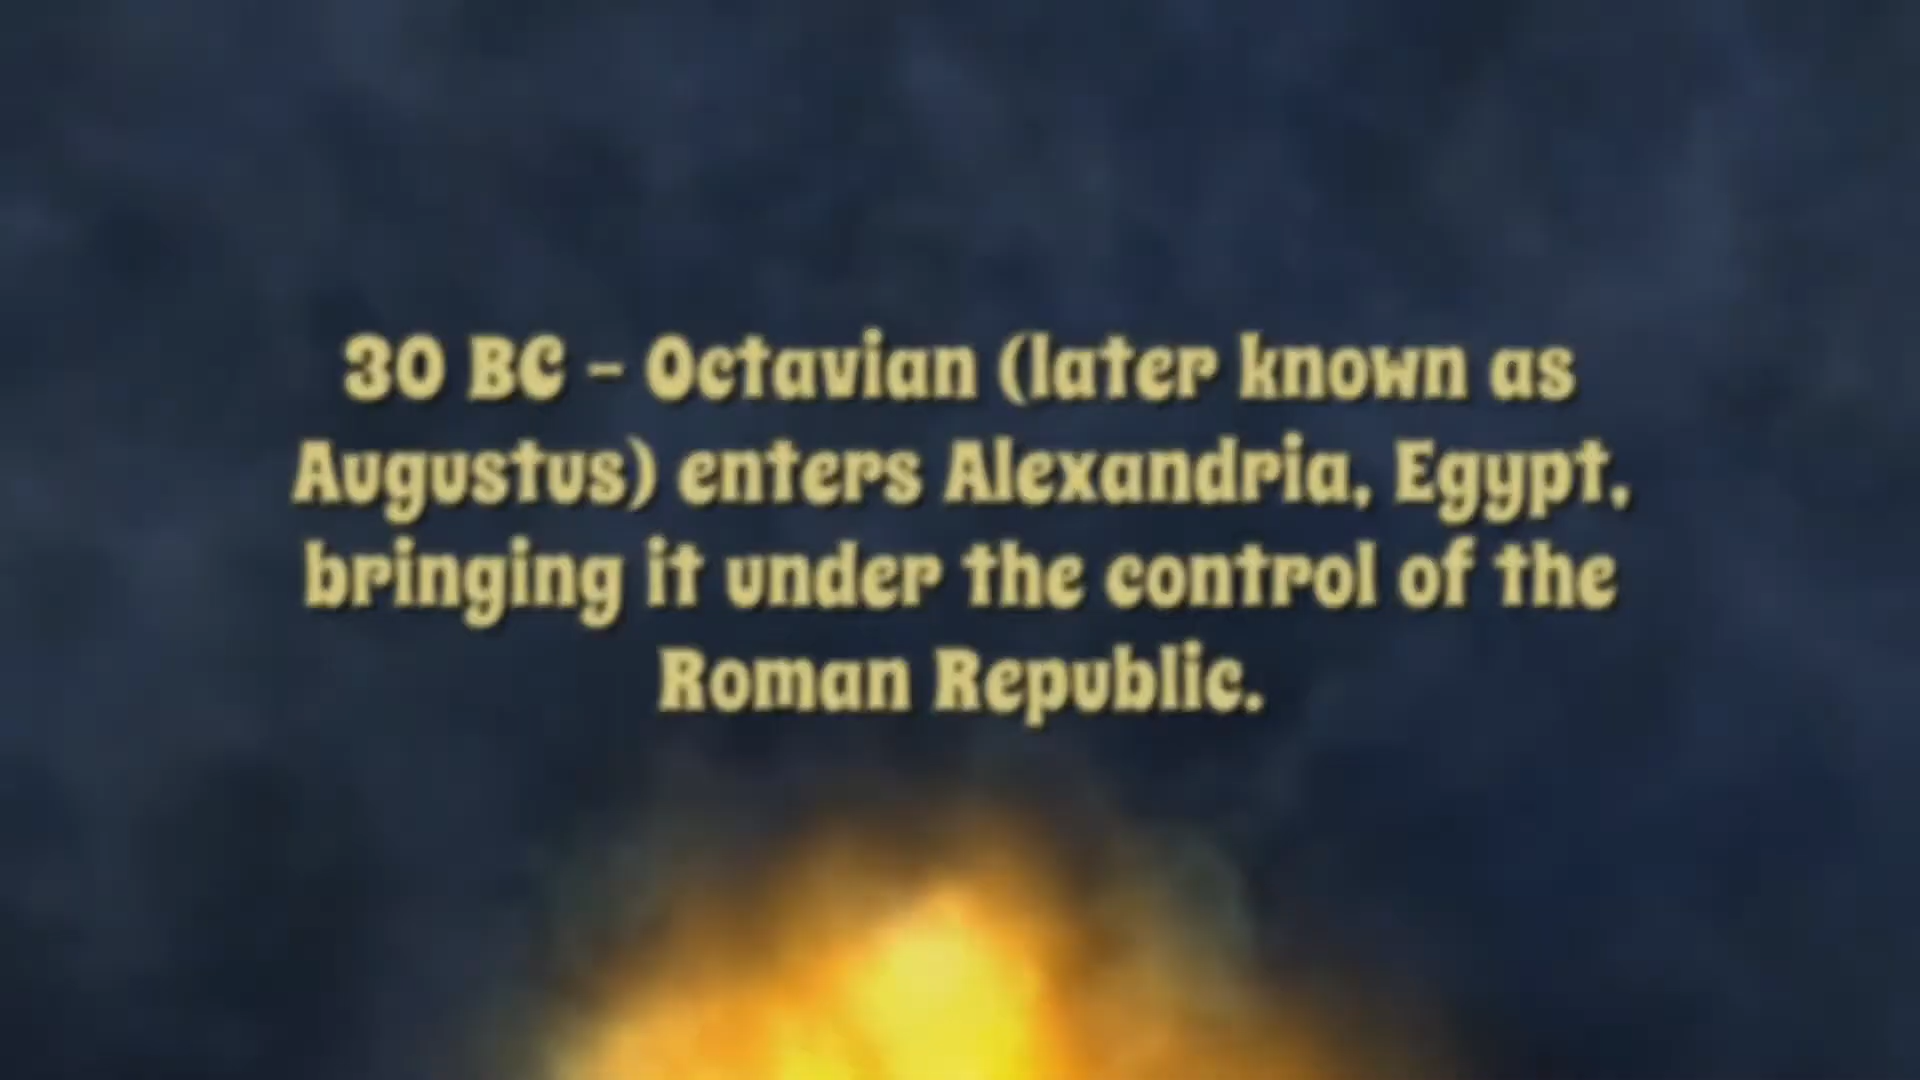 30 BC - Octavian (later known as
Augustus) enters Alexandria, Egypt,
bringing it under the control of the
Roman Republic.